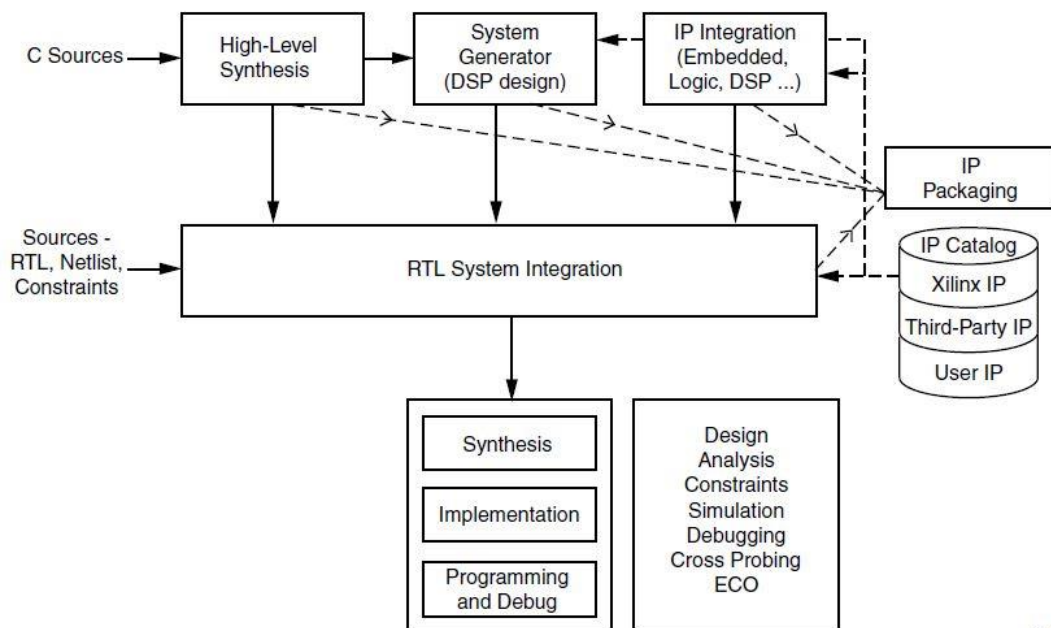 C Sources
High-Level
Synthesis
System
Generator
(DSP design)
IP Integration
(Embedded,
Logic, DSP ...)
IP
Packaging
Sources -
RTL, Netlist,
Constraints
RTL System Integration
IP Catalog
Xilinx IP
Third-Party IP
User IP
Synthesis
Implementation
Programming
and Debug
Design
Analysis
Constraints
Simulation
Debugging
Cross Probing
ECO